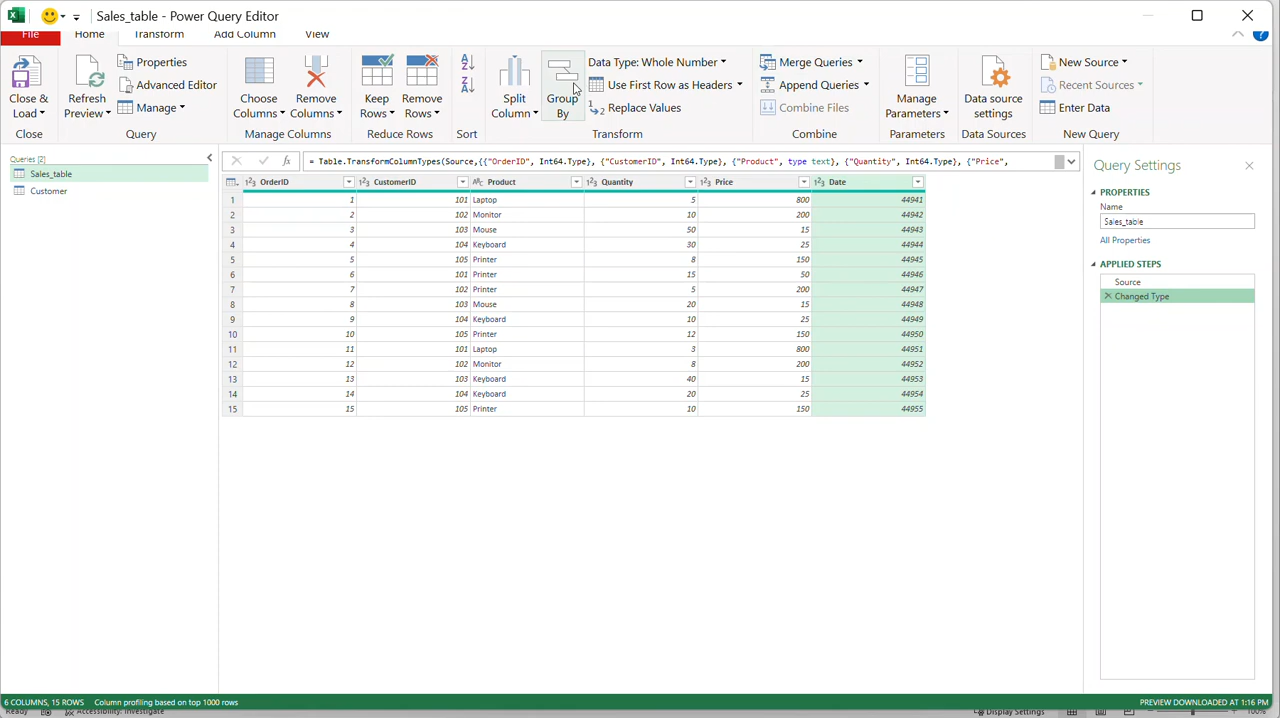 Sales_table - Power Query Editor
File Home Transform Add Column View
Close & Load
Close
Refresh Preview
Properties
Advanced Editor
Manage
Query
Choose Columns
Remove Columns
Manage Columns
Keep Rows
Remove Rows
Reduce Rows
Sort
Split Column
Group By
Data Type: Whole Number
Use First Row as Headers
Replace Values
Transform
Merge Queries
Append Queries
Combine Files
Combine
Manage Parameters
Parameters
Data source settings
Data Sources
New Source
Recent Sources
Enter Data
New Query
Queries [2]
Sales_table
Customer
= Table.TransformColumnTypes(Source,{{"OrderID", Int64.Type}, {"CustomerID", Int64.Type}, {"Product", type text}, {"Quantity", Int64.Type}, {"Price",
OrderID CustomerID Product Quantity Price Date
1 1 101 Laptop 5 800 44941
2 2 102 Monitor 10 200 44942
3 3 103 Mouse 50 15 44943
4 4 104 Keyboard 30 25 44944
5 5 105 Printer 8 150 44945
6 6 101 Printer 15 50 44946
7 7 102 Printer 5 200 44947
8 8 103 Mouse 20 15 44948
9 9 104 Keyboard 10 25 44949
10 10 105 Printer 12 150 44950
11 11 101 Laptop 3 800 44951
12 12 102 Monitor 8 200 44952
13 13 103 Keyboard 40 15 44953
14 14 104 Keyboard 20 25 44954
15 15 105 Printer 10 150 44955
Query Settings
PROPERTIES
Name
Sales_table
All Properties
APPLIED STEPS
Source
Changed Type
6 COLUMNS, 15 ROWS Column profiling based on top 1000 rows
PREVIEW DOWNLOADED AT 1:16 PM
Ready Accessibility: Investigate Display Settings 100%